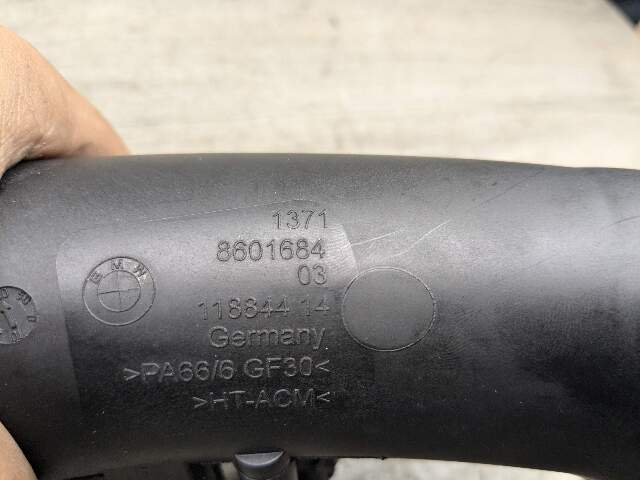 1371
8601684
03
BMW
118844 14
Germany
>PA66/6 GF30<
>HT-ACM<